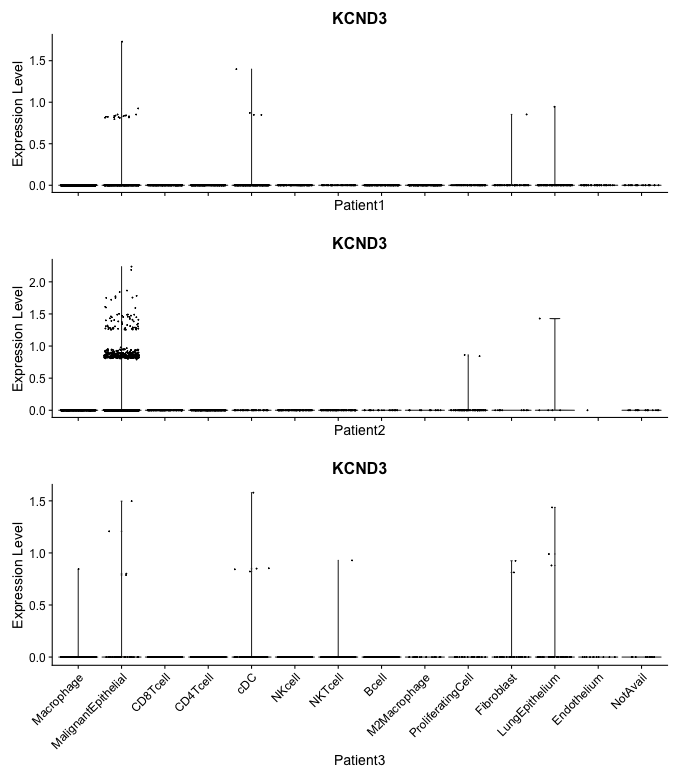 KCND3
Expression Level
1.5
1.0
0.5
0.0
Patient1
KCND3
Expression Level
2.0
1.5
1.0
0.5
0.0
Patient2
KCND3
Expression Level
1.5
1.0
0.5
0.0
Macrophage
MalignantEpithelial
CD8Tcell
CD4Tcell
cDC
NKcell
NKTcell
Bcell
M2Macrophage
ProliferatingCell
Fibroblast
LungEpithelium
Endothelium
NotAvail
Patient3